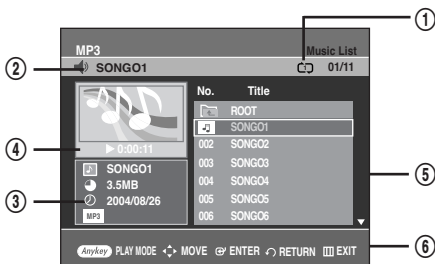 ①
MP3
Music List
② SONGO1 01/11
No. Title
ROOT
SONGO1
④ 0:00:11
002 SONGO2
SONGO1
003 SONGO3
3.5MB
004 SONGO4
⑤
③ 2004/08/26
005 SONGO5
MP3
006 SONGO6
Anykey PLAY MODE MOVE ENTER RETURN EXIT
⑥